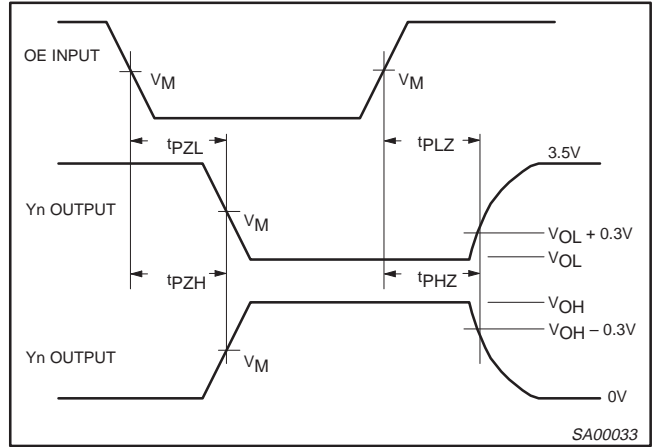 OE INPUT
VM
VM
tPZL
tPLZ
3.5V
Yn OUTPUT
VM
VOL + 0.3V
VOL
tPZH
tPHZ
VOH
VOH – 0.3V
Yn OUTPUT
VM
0V
SA00033